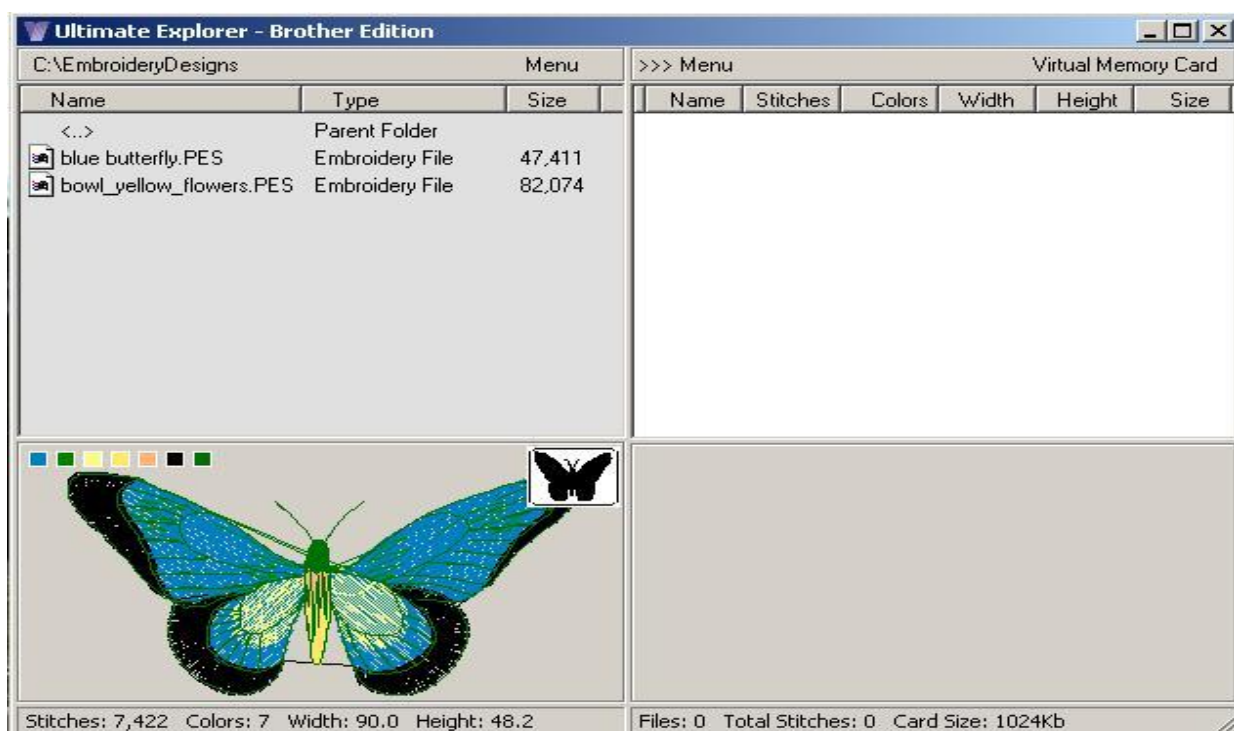 Ultimate Explorer - Brother Edition
C:\EmbroideryDesigns Menu >>> Menu Virtual Memory Card
Name Type Size Name Stitches Colors Width Height Size
<..> Parent Folder
blue butterfly.PES Embroidery File 47,411
bowl_yellow_flowers.PES Embroidery File 82,074
Stitches: 7,422 Colors: 7 Width: 90.0 Height: 48.2 Files: 0 Total Stitches: 0 Card Size: 1024Kb